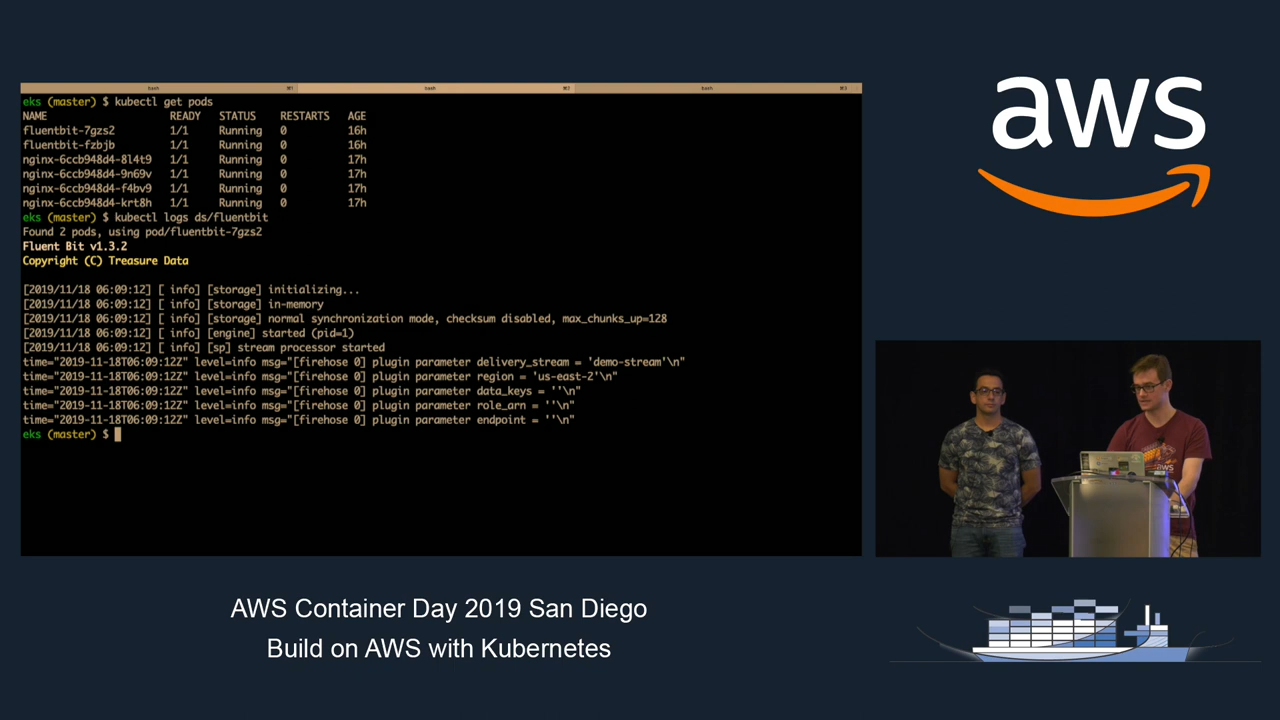 bash ⌘1 bash ⌘2 bash ⌘3
eks (master) $ kubectl get pods
NAME READY STATUS RESTARTS AGE
fluentbit-7gzs2 1/1 Running 0 16h
fluentbit-fzbjb 1/1 Running 0 16h
nginx-6ccb948d4-8l4t9 1/1 Running 0 17h
nginx-6ccb948d4-9n69v 1/1 Running 0 17h
nginx-6ccb948d4-f4bv9 1/1 Running 0 17h
nginx-6ccb948d4-krt8h 1/1 Running 0 17h
eks (master) $ kubectl logs ds/fluentbit
Found 2 pods, using pod/fluentbit-7gzs2
Fluent Bit v1.3.2
Copyright (C) Treasure Data
[2019/11/18 06:09:12] [ info] [storage] initializing...
[2019/11/18 06:09:12] [ info] [storage] in-memory
[2019/11/18 06:09:12] [ info] [storage] normal synchronization mode, checksum disabled, max_chunks_up=128
[2019/11/18 06:09:12] [ info] [engine] started (pid=1)
[2019/11/18 06:09:12] [ info] [sp] stream processor started
time="2019-11-18T06:09:12Z" level=info msg="[firehose 0] plugin parameter delivery_stream = 'demo-stream'\n"
time="2019-11-18T06:09:12Z" level=info msg="[firehose 0] plugin parameter region = 'us-east-2'\n"
time="2019-11-18T06:09:12Z" level=info msg="[firehose 0] plugin parameter data_keys = ''\n"
time="2019-11-18T06:09:12Z" level=info msg="[firehose 0] plugin parameter role_arn = ''\n"
time="2019-11-18T06:09:12Z" level=info msg="[firehose 0] plugin parameter endpoint = ''\n"
eks (master) $
aws
aws
AWS Container Day 2019 San Diego
Build on AWS with Kubernetes